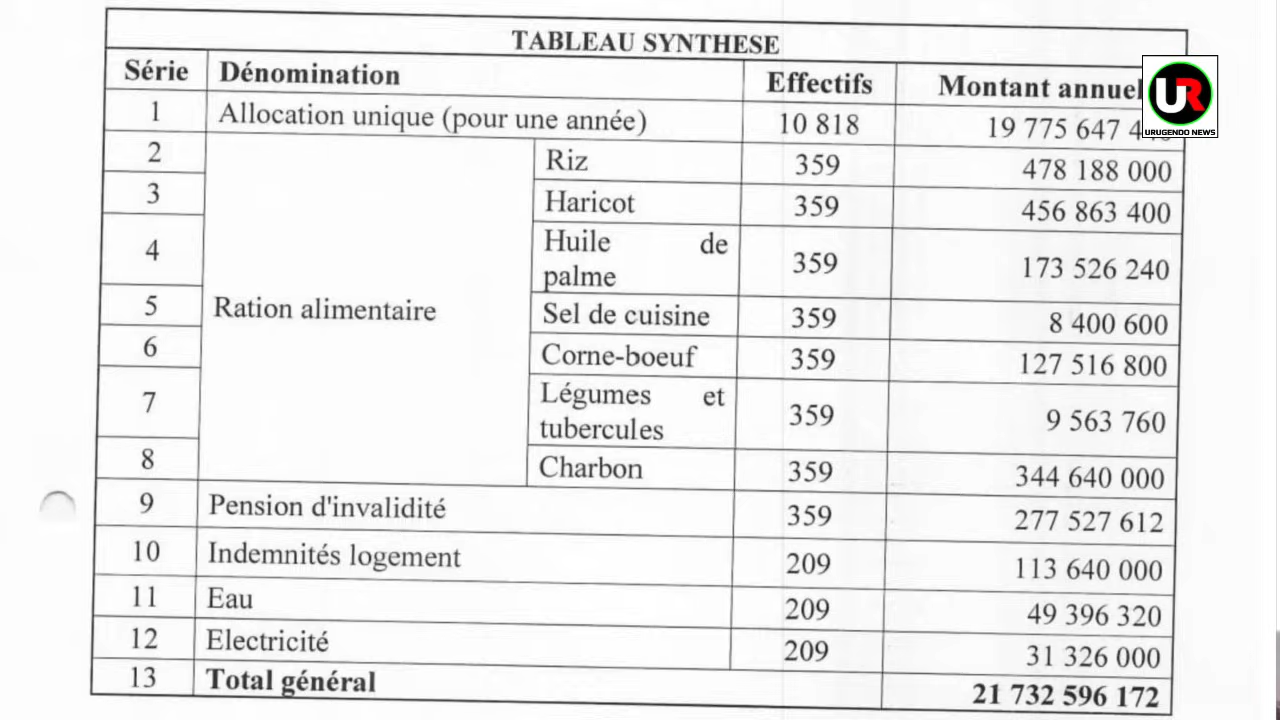 TABLEAU SYNTHESE
Série Dénomination Effectifs Montant annuel
1 Allocation unique (pour une année) 10 818 19 775 647
2 Riz 359 478 188 000
3 Haricot 359 456 863 400
4 Huile de palme 359 173 526 240
Ration alimentaire
5 Sel de cuisine 359 8 400 600
6 Corne-boeuf 359 127 516 800
7 Légumes et tubercules 359 9 563 760
8 Charbon 359 344 640 000
9 Pension d'invalidité 359 277 527 612
10 Indemnités logement 209 113 640 000
11 Eau 209 49 396 320
12 Electricité 209 31 326 000
13 Total général 21 732 596 172
UR
URUGENDO NEWS